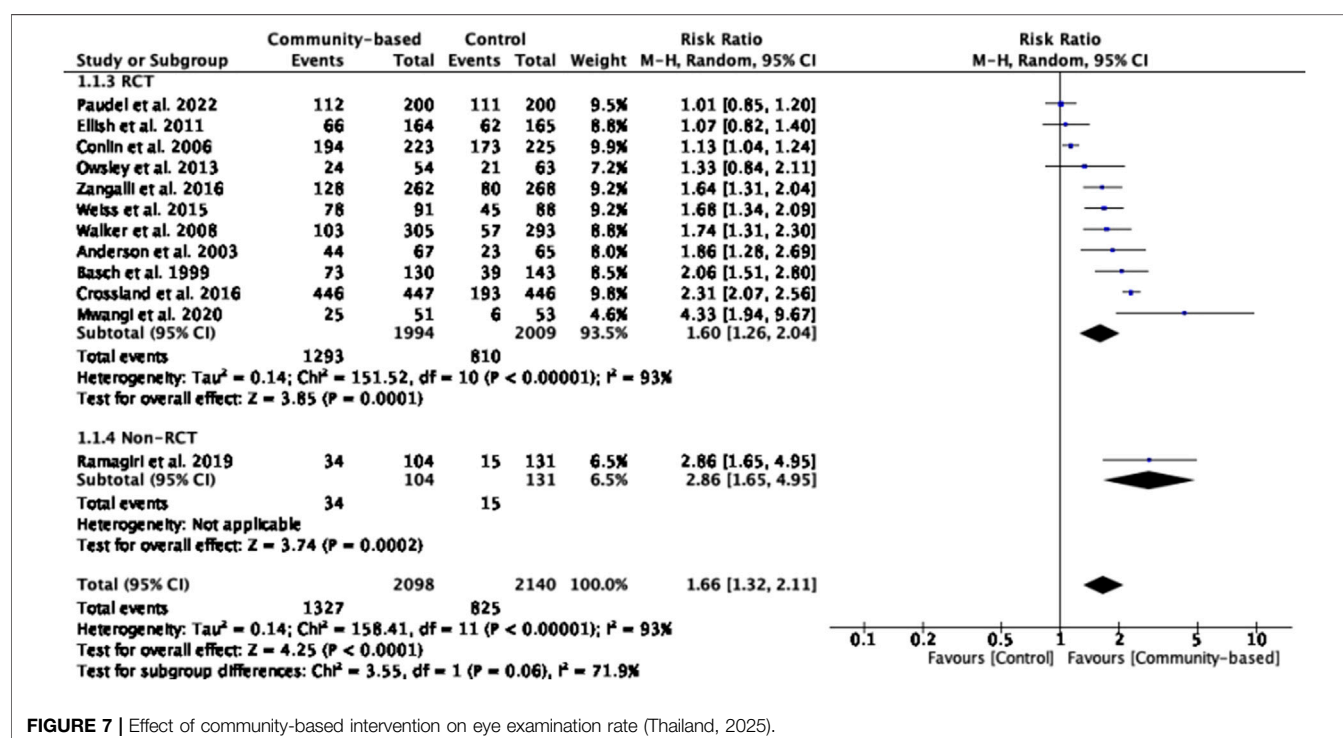 Community-based Control Risk Ratio Risk Ratio
Study or Subgroup Events Total Events Total Weight M-H, Random, 95% CI M-H, Random, 95% CI
1.1.3 RCT
Paudel et al. 2022 112 200 111 200 9.5% 1.01 [0.85, 1.20]
Ellish et al. 2011 66 164 62 165 8.8% 1.07 [0.82, 1.40]
Conlin et al. 2006 194 223 173 225 9.9% 1.13 [1.04, 1.24]
Owsley et al. 2013 24 54 21 63 7.2% 1.33 [0.84, 2.11]
Zangalli et al. 2016 128 262 80 268 9.2% 1.64 [1.31, 2.04]
Weiss et al. 2015 78 91 45 88 9.2% 1.68 [1.34, 2.09]
Walker et al. 2008 103 305 57 293 8.8% 1.74 [1.31, 2.30]
Anderson et al. 2003 44 67 23 65 8.0% 1.86 [1.28, 2.69]
Basch et al. 1999 73 130 39 143 8.5% 2.06 [1.51, 2.80]
Crossland et al. 2016 446 447 193 446 9.8% 2.31 [2.07, 2.56]
Mwangi et al. 2020 25 51 6 53 4.6% 4.33 [1.94, 9.67]
Subtotal (95% CI) 1994 2009 93.5% 1.60 [1.26, 2.04]
Total events 1293 810
Heterogeneity: Tau² = 0.14; Chi² = 151.52, df = 10 (P < 0.00001); I² = 93%
Test for overall effect: Z = 3.85 (P = 0.0001)
1.1.4 Non-RCT
Ramagiri et al. 2019 34 104 15 131 6.5% 2.86 [1.65, 4.95]
Subtotal (95% CI) 104 131 6.5% 2.86 [1.65, 4.95]
Total events 34 15
Heterogeneity: Not applicable
Test for overall effect: Z = 3.74 (P = 0.0002)
Total (95% CI) 2098 2140 100.0% 1.66 [1.32, 2.11]
Total events 1327 825
Heterogeneity: Tau² = 0.14; Chi² = 158.41, df = 11 (P < 0.00001); I² = 93%
Test for overall effect: Z = 4.25 (P < 0.0001)
Test for subgroup differences: Chi² = 3.55, df = 1 (P = 0.06), I² = 71.9%
0.1 0.2 0.5 1 2 5 10
Favours [Control] Favours [Community-based]
FIGURE 7 | Effect of community-based intervention on eye examination rate (Thailand, 2025).